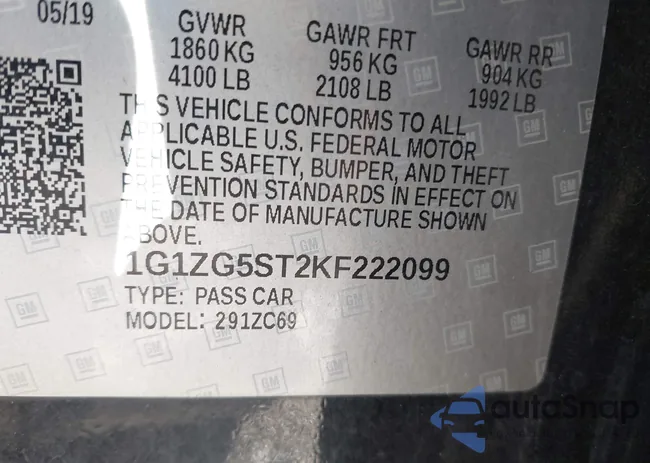 05/19
GVWR GAWR FRT GAWR RR
1860 KG 956 KG 904 KG
4100 LB 2108 LB 1992 LB
THIS VEHICLE CONFORMS TO ALL
APPLICABLE U.S. FEDERAL MOTOR
VEHICLE SAFETY, BUMPER, AND THEFT
PREVENTION STANDARDS IN EFFECT ON
THE DATE OF MANUFACTURE SHOWN
ABOVE.
1G1ZG5ST2KF222099
TYPE: PASS CAR
MODEL: 291ZC69
GM
autoSnap